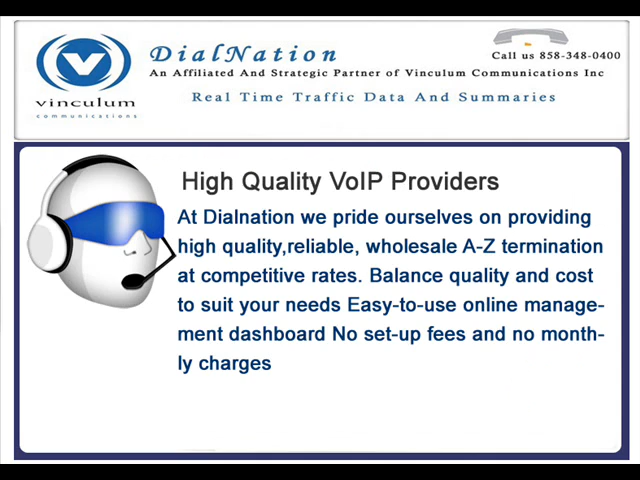 DialNation
Call us 858-348-0400
An Affiliated And Strategic Partner of Vinculum Communications Inc
Real Time Traffic Data And Summaries
vinculum
communications
High Quality VoIP Providers
At Dialnation we pride ourselves on providing
high quality,reliable, wholesale A-Z termination
at competitive rates. Balance quality and cost
to suit your needs Easy-to-use online manage-
ment dashboard No set-up fees and no month-
ly charges